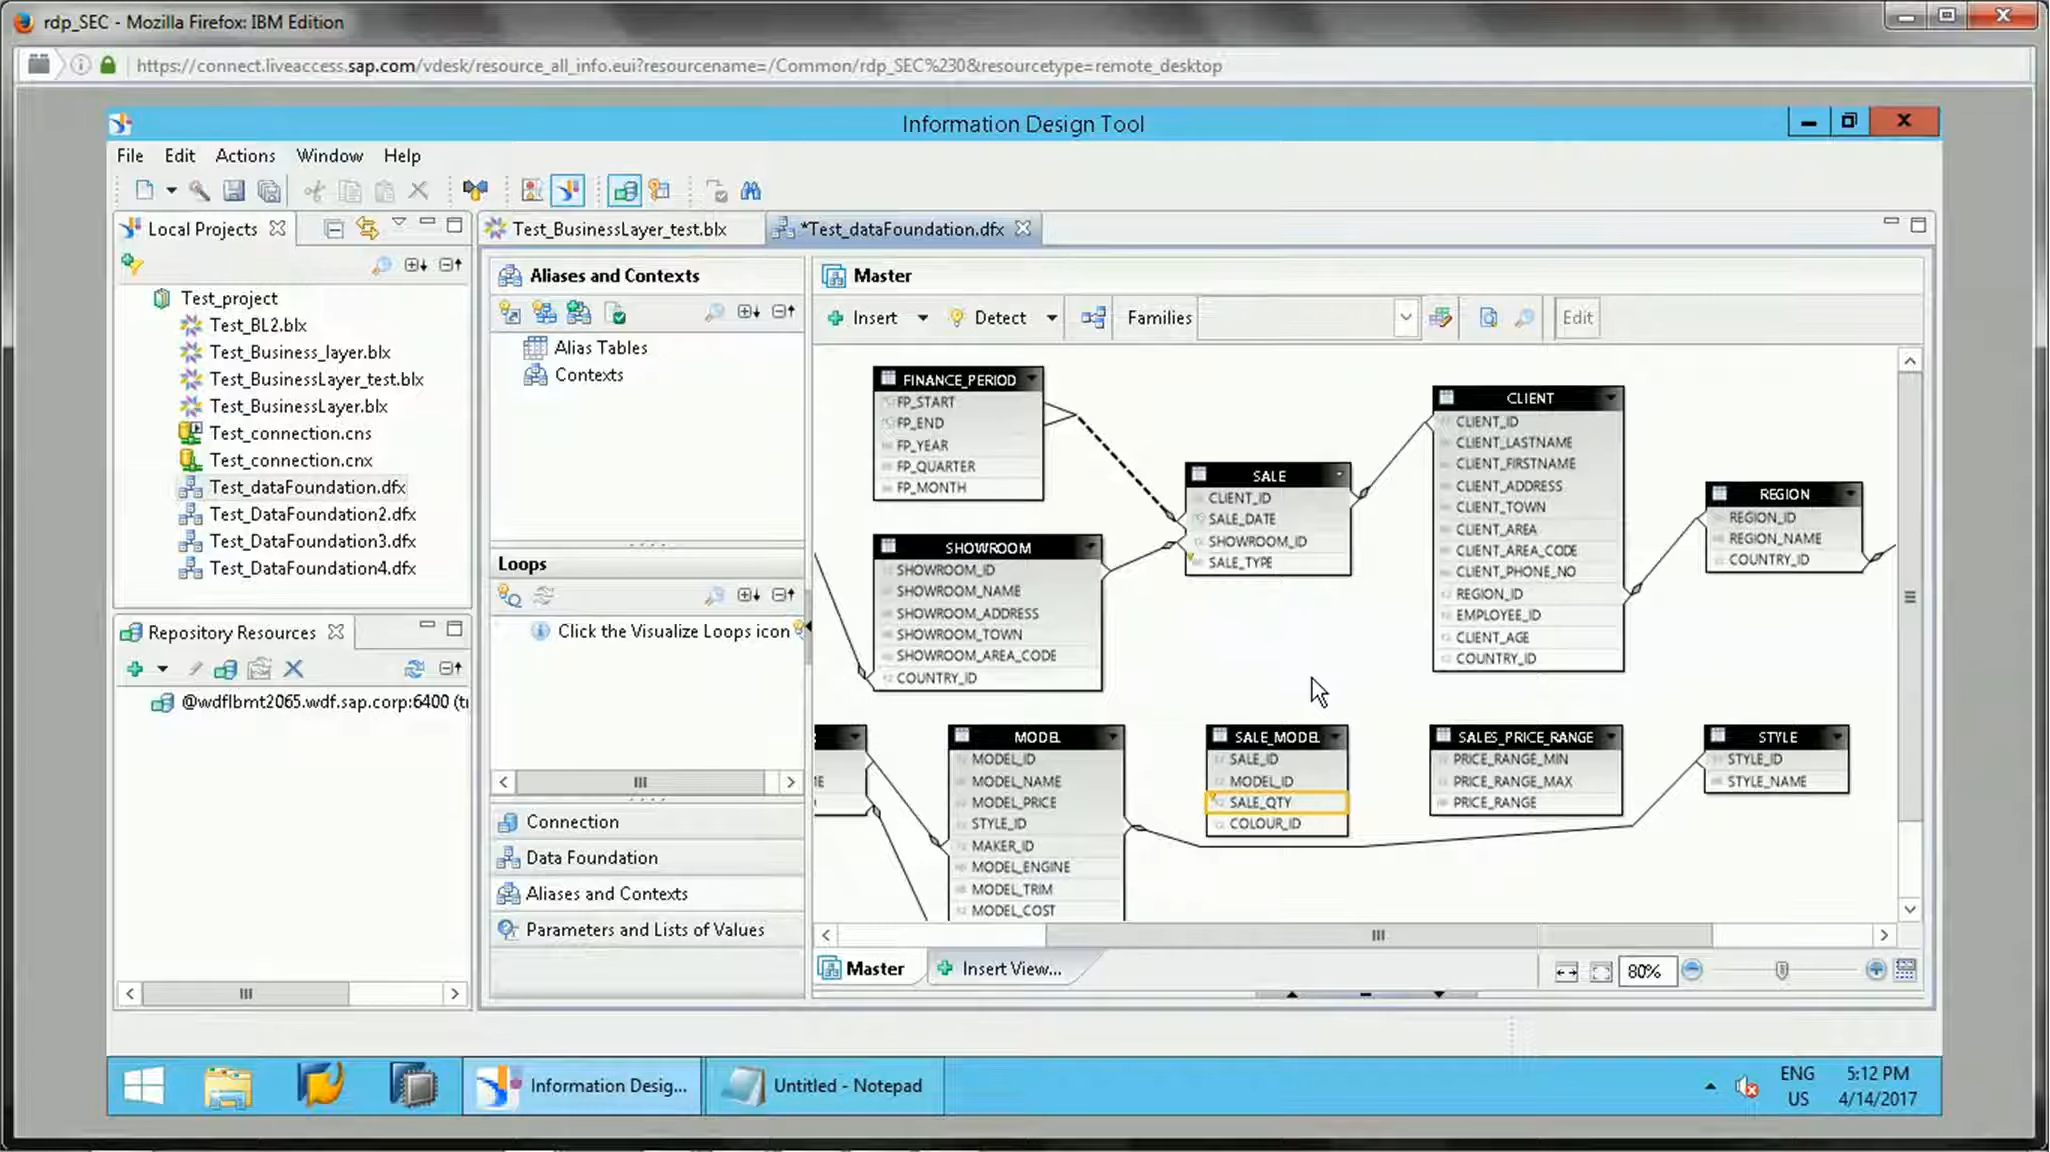 rdp_SEC - Mozilla Firefox: IBM Edition
https://connect.liveaccess.sap.com/vdesk/resource_all_info.eui?resourcename=/Common/rdp_SEC%230&resourcetype=remote_desktop
Information Design Tool
File Edit Actions Window Help
Local Projects
Test_project
Test_BL2.blx
Test_Business_layer.blx
Test_BusinessLayer_test.blx
Test_BusinessLayer.blx
Test_connection.cns
Test_connection.cnx
Test_dataFoundation.dfx
Test_DataFoundation2.dfx
Test_DataFoundation3.dfx
Test_DataFoundation4.dfx
Repository Resources
@wdflbmt2065.wdf.sap.corp:6400 (t
Test_BusinessLayer_test.blx
*Test_dataFoundation.dfx
Aliases and Contexts
Alias Tables
Contexts
Loops
Click the Visualize Loops icon
Connection
Data Foundation
Aliases and Contexts
Parameters and Lists of Values
Master
Insert Detect Families Edit
FINANCE_PERIOD
FP_START
FP_END
FP_YEAR
FP_QUARTER
FP_MONTH
SHOWROOM
SHOWROOM_ID
SHOWROOM_NAME
SHOWROOM_ADDRESS
SHOWROOM_TOWN
SHOWROOM_AREA_CODE
COUNTRY_ID
SALE
CLIENT_ID
SALE_DATE
SHOWROOM_ID
SALE_TYPE
CLIENT
CLIENT_ID
CLIENT_LASTNAME
CLIENT_FIRSTNAME
CLIENT_ADDRESS
CLIENT_TOWN
CLIENT_AREA
CLIENT_AREA_CODE
CLIENT_PHONE_NO
REGION_ID
EMPLOYEE_ID
CLIENT_AGE
COUNTRY_ID
REGION
REGION_ID
REGION_NAME
COUNTRY_ID
ME
MODEL
MODEL_ID
MODEL_NAME
MODEL_PRICE
STYLE_ID
MAKER_ID
MODEL_ENGINE
MODEL_TRIM
MODEL_COST
SALE_MODEL
SALE_ID
MODEL_ID
SALE_QTY
COLOUR_ID
SALES_PRICE_RANGE
PRICE_RANGE_MIN
PRICE_RANGE_MAX
PRICE_RANGE
STYLE
STYLE_ID
STYLE_NAME
Master Insert View... 80%
Information Desig... Untitled - Notepad
ENG
US
5:12 PM
4/14/2017